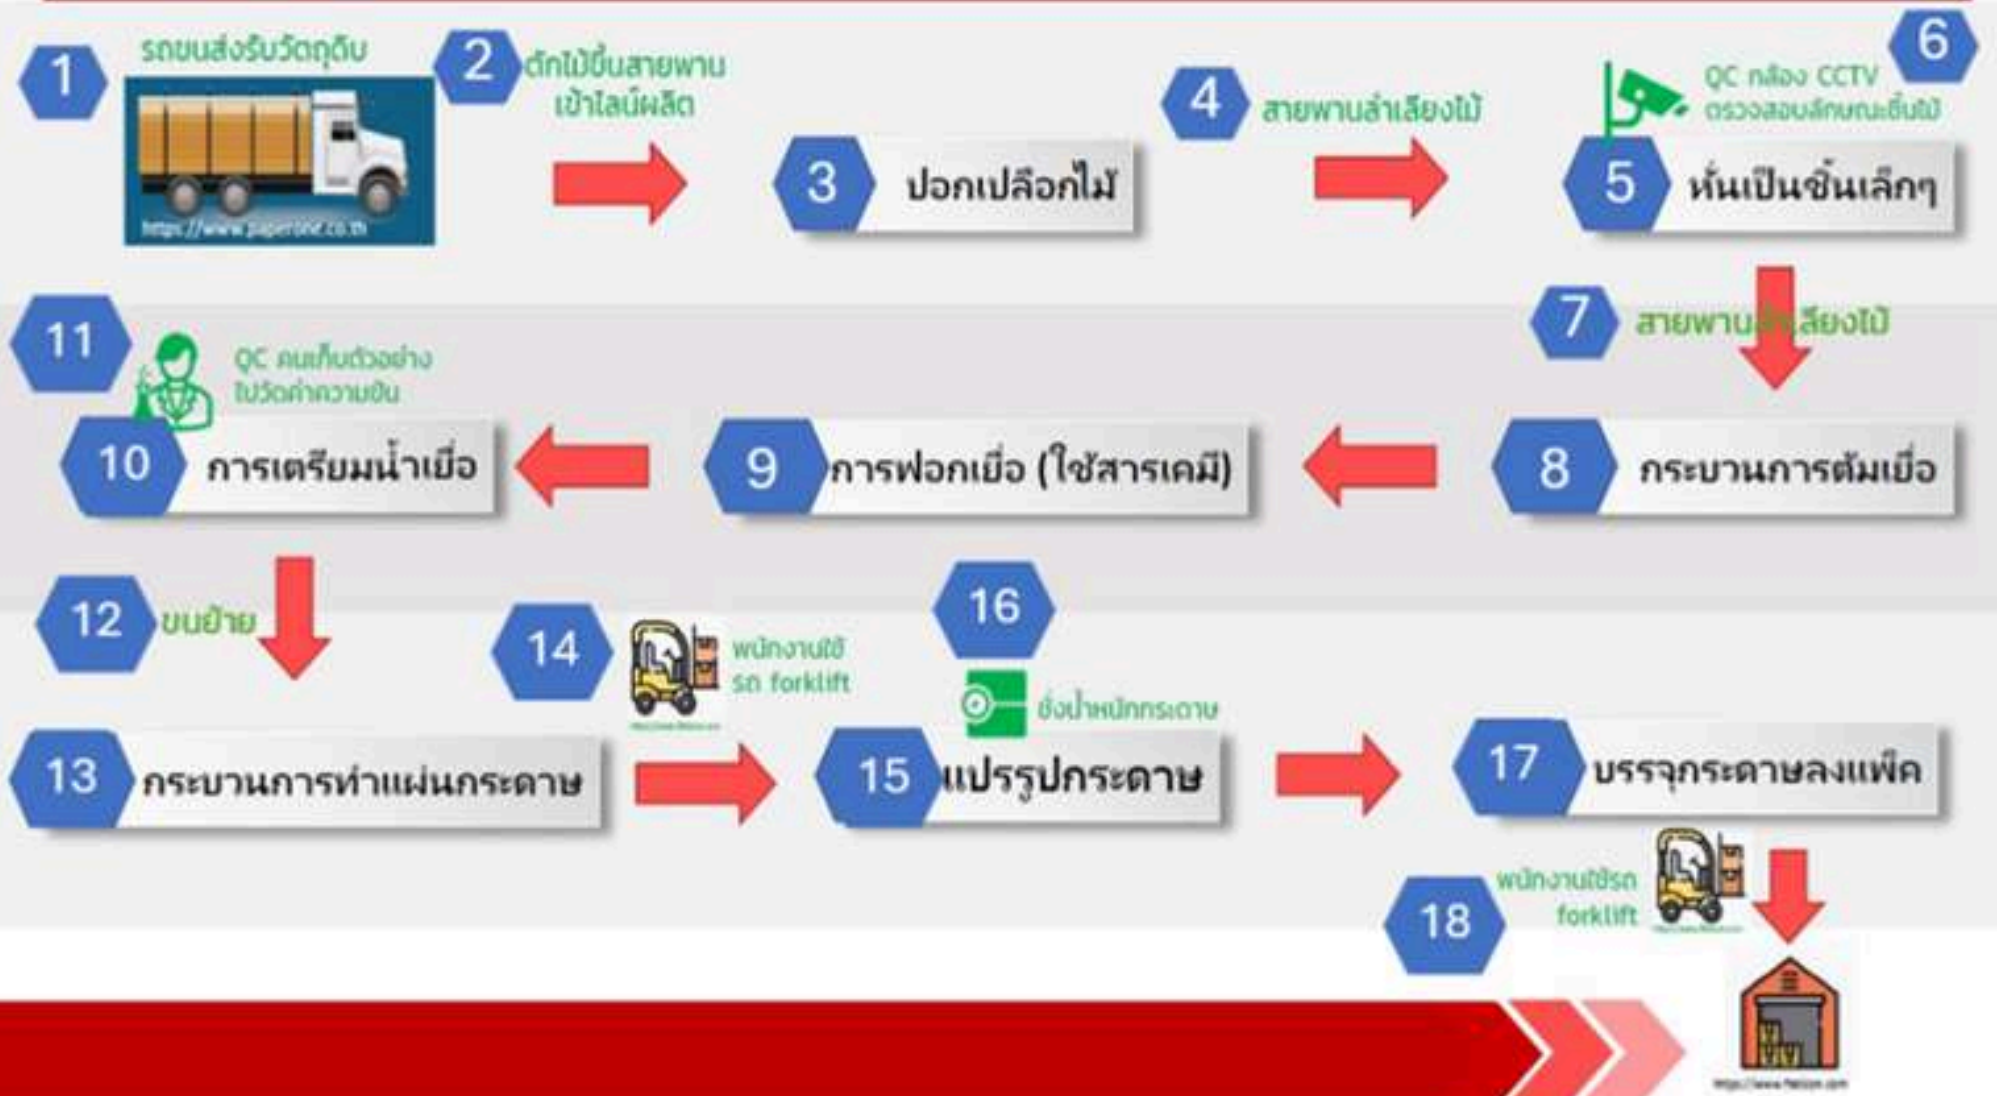 1
รถขนส่งรับวัตถุดิบ
https://www.paperone.co.th
2
ตักไม้ขึ้นสายพาน
เข้าไลน์ผลิต
3
ปอกเปลือกไม้
4
สายพานลำเลียงไม้
6
QC กล้อง CCTV
ตรวจสอบลักษณะชิ้นไม้
5
หั่นเป็นชิ้นเล็กๆ
7
สายพานลำเลียงไม้
8
กระบวนการต้มเยื่อ
9
การฟอกเยื่อ (ใช้สารเคมี)
11
QC คนเก็บตัวอย่าง
ไปวัดค่าความข้น
10
การเตรียมน้ำเยื่อ
12
ขนย้าย
13
กระบวนการทำแผ่นกระดาษ
14
พนักงานใช้
รถ forklift
16
ชั่งน้ำหนักกระดาษ
15
แปรรูปกระดาษ
17
บรรจุกระดาษลงแพ็ค
18
พนักงานใช้รถ
forklift